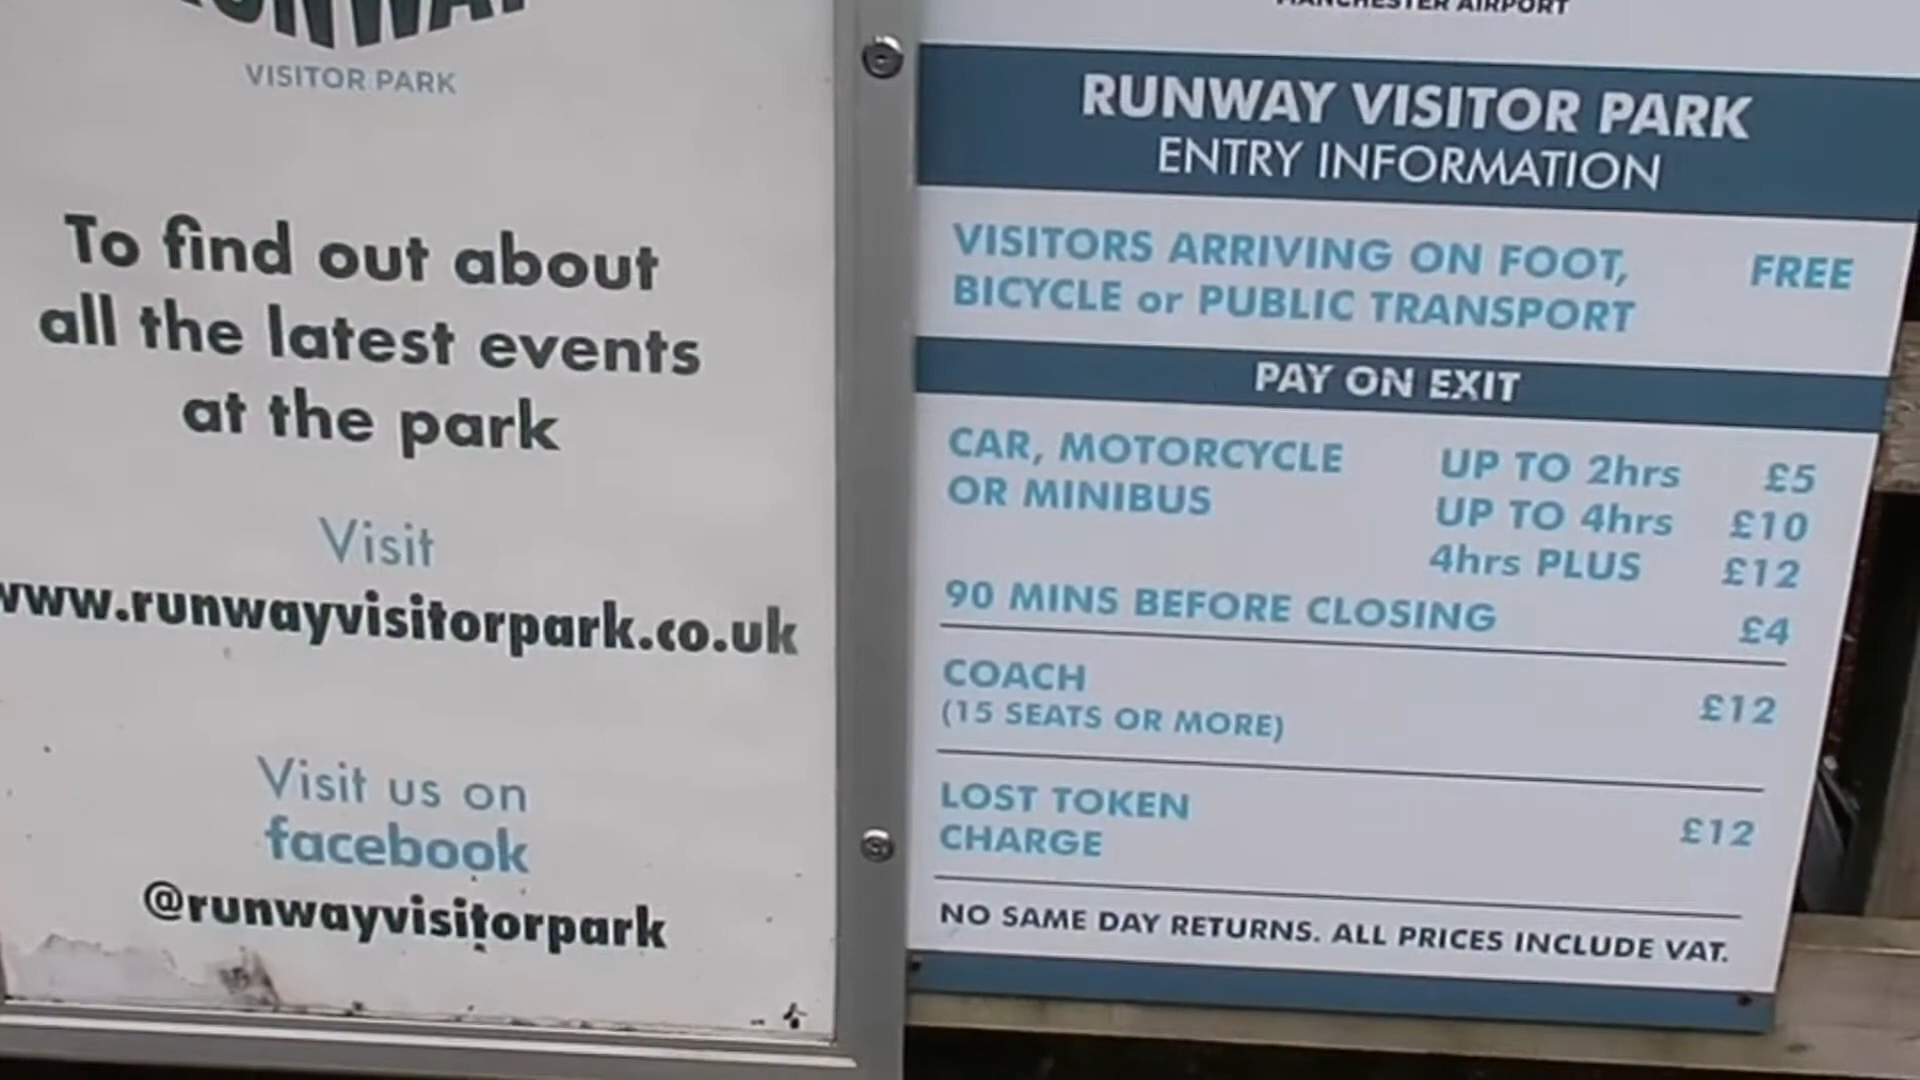 RUNWAY
VISITOR PARK
To find out about
all the latest events
at the park
Visit
www.runwayvisitorpark.co.uk
Visit us on
facebook
@runwayvisitorpark
MANCHESTER AIRPORT
RUNWAY VISITOR PARK
ENTRY INFORMATION
VISITORS ARRIVING ON FOOT, FREE
BICYCLE or PUBLIC TRANSPORT
PAY ON EXIT
CAR, MOTORCYCLE UP TO 2hrs £5
OR MINIBUS UP TO 4hrs £10
4hrs PLUS £12
90 MINS BEFORE CLOSING £4
COACH £12
(15 SEATS OR MORE)
LOST TOKEN £12
CHARGE
NO SAME DAY RETURNS. ALL PRICES INCLUDE VAT.